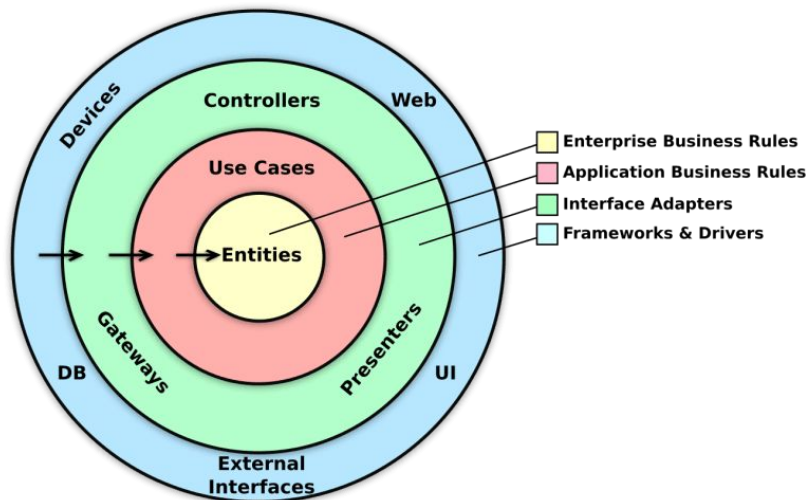 Devices
Controllers
Web
Use Cases
Entities
Gateways
Presenters
DB
UI
External
Interfaces
Enterprise Business Rules
Application Business Rules
Interface Adapters
Frameworks & Drivers